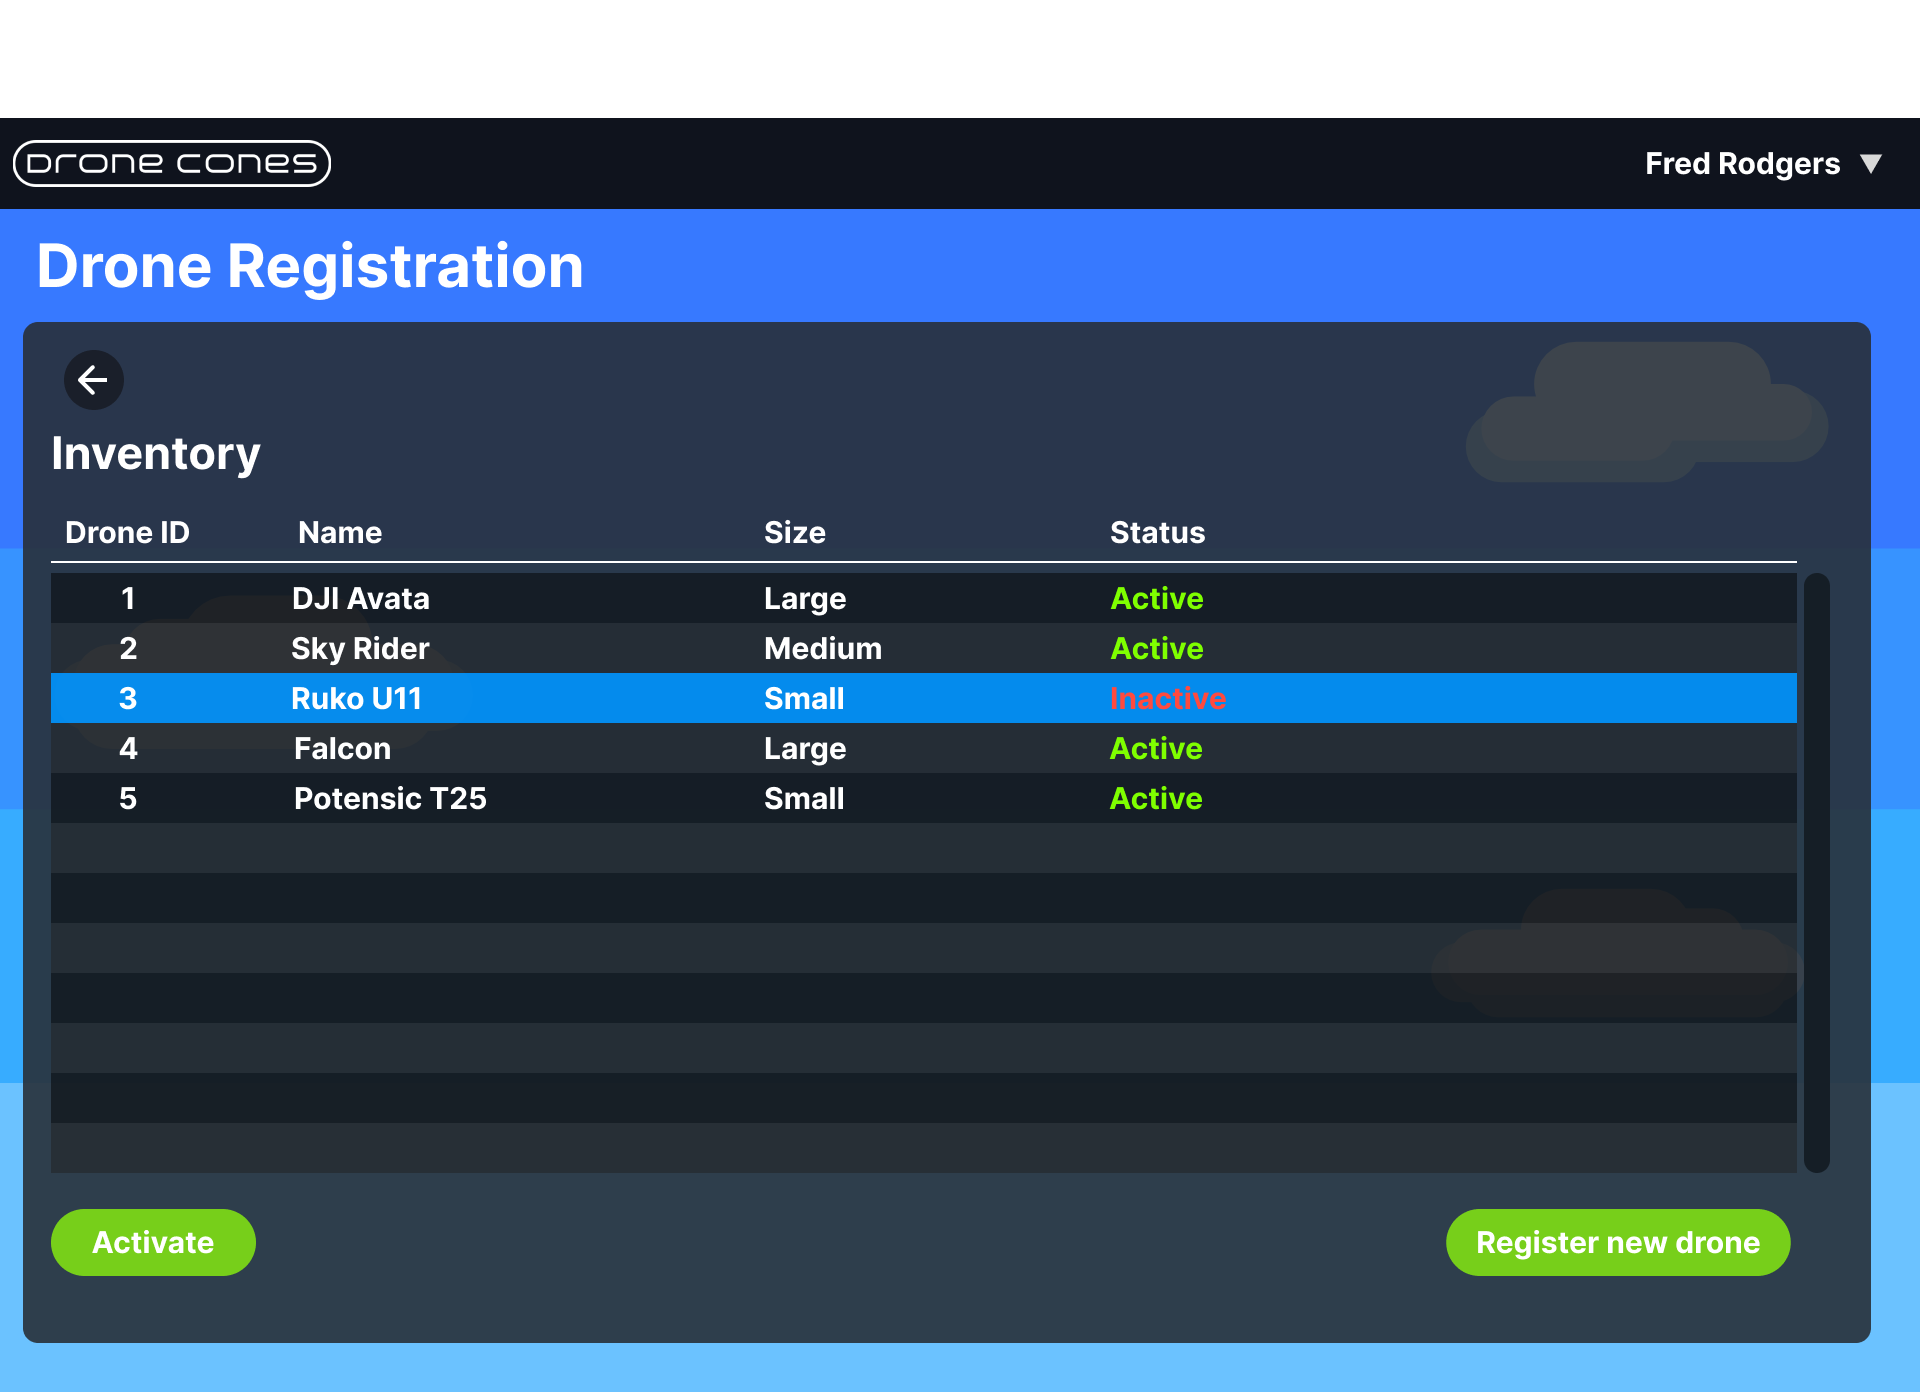 Drone cones
Fred Rodgers ▼
Drone Registration
Inventory
Drone ID Name Size Status
1 DJI Avata Large Active
2 Sky Rider Medium Active
3 Ruko U11 Small Inactive
4 Falcon Large Active
5 Potensic T25 Small Active
Activate Register new drone